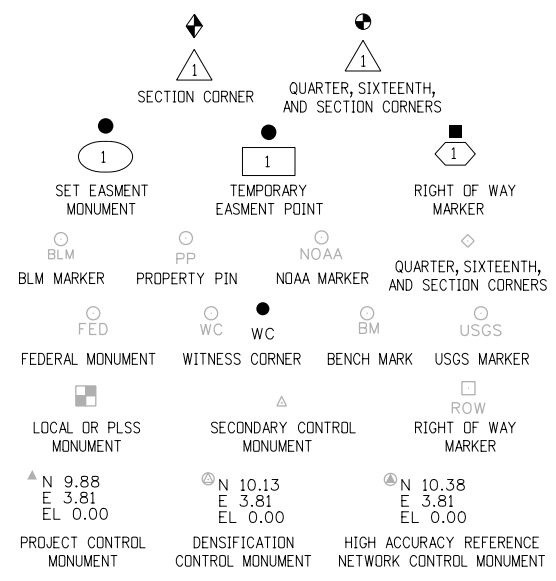 1 1
SECTION CORNER
QUARTER, SIXTEENTH,
AND SECTION CORNERS
1 1 1
SET EASMENT
MONUMENT
TEMPORARY
EASMENT POINT
RIGHT OF WAY
MARKER
BLM
BLM MARKER
PP
PROPERTY PIN
NOAA
NOAA MARKER
QUARTER, SIXTEENTH,
AND SECTION CORNERS
FED
FEDERAL MONUMENT
WC WC
WITNESS CORNER
BM
BENCH MARK
USGS
USGS MARKER
LOCAL OR PLSS
MONUMENT
SECONDARY CONTROL
MONUMENT
ROW
RIGHT OF WAY
MARKER
N 9.88
E 3.81
EL 0.00
PROJECT CONTROL
MONUMENT
N 10.13
E 3.81
EL 0.00
DENSIFICATION
CONTROL MONUMENT
N 10.38
E 3.81
EL 0.00
HIGH ACCURACY REFERENCE
NETWORK CONTROL MONUMENT